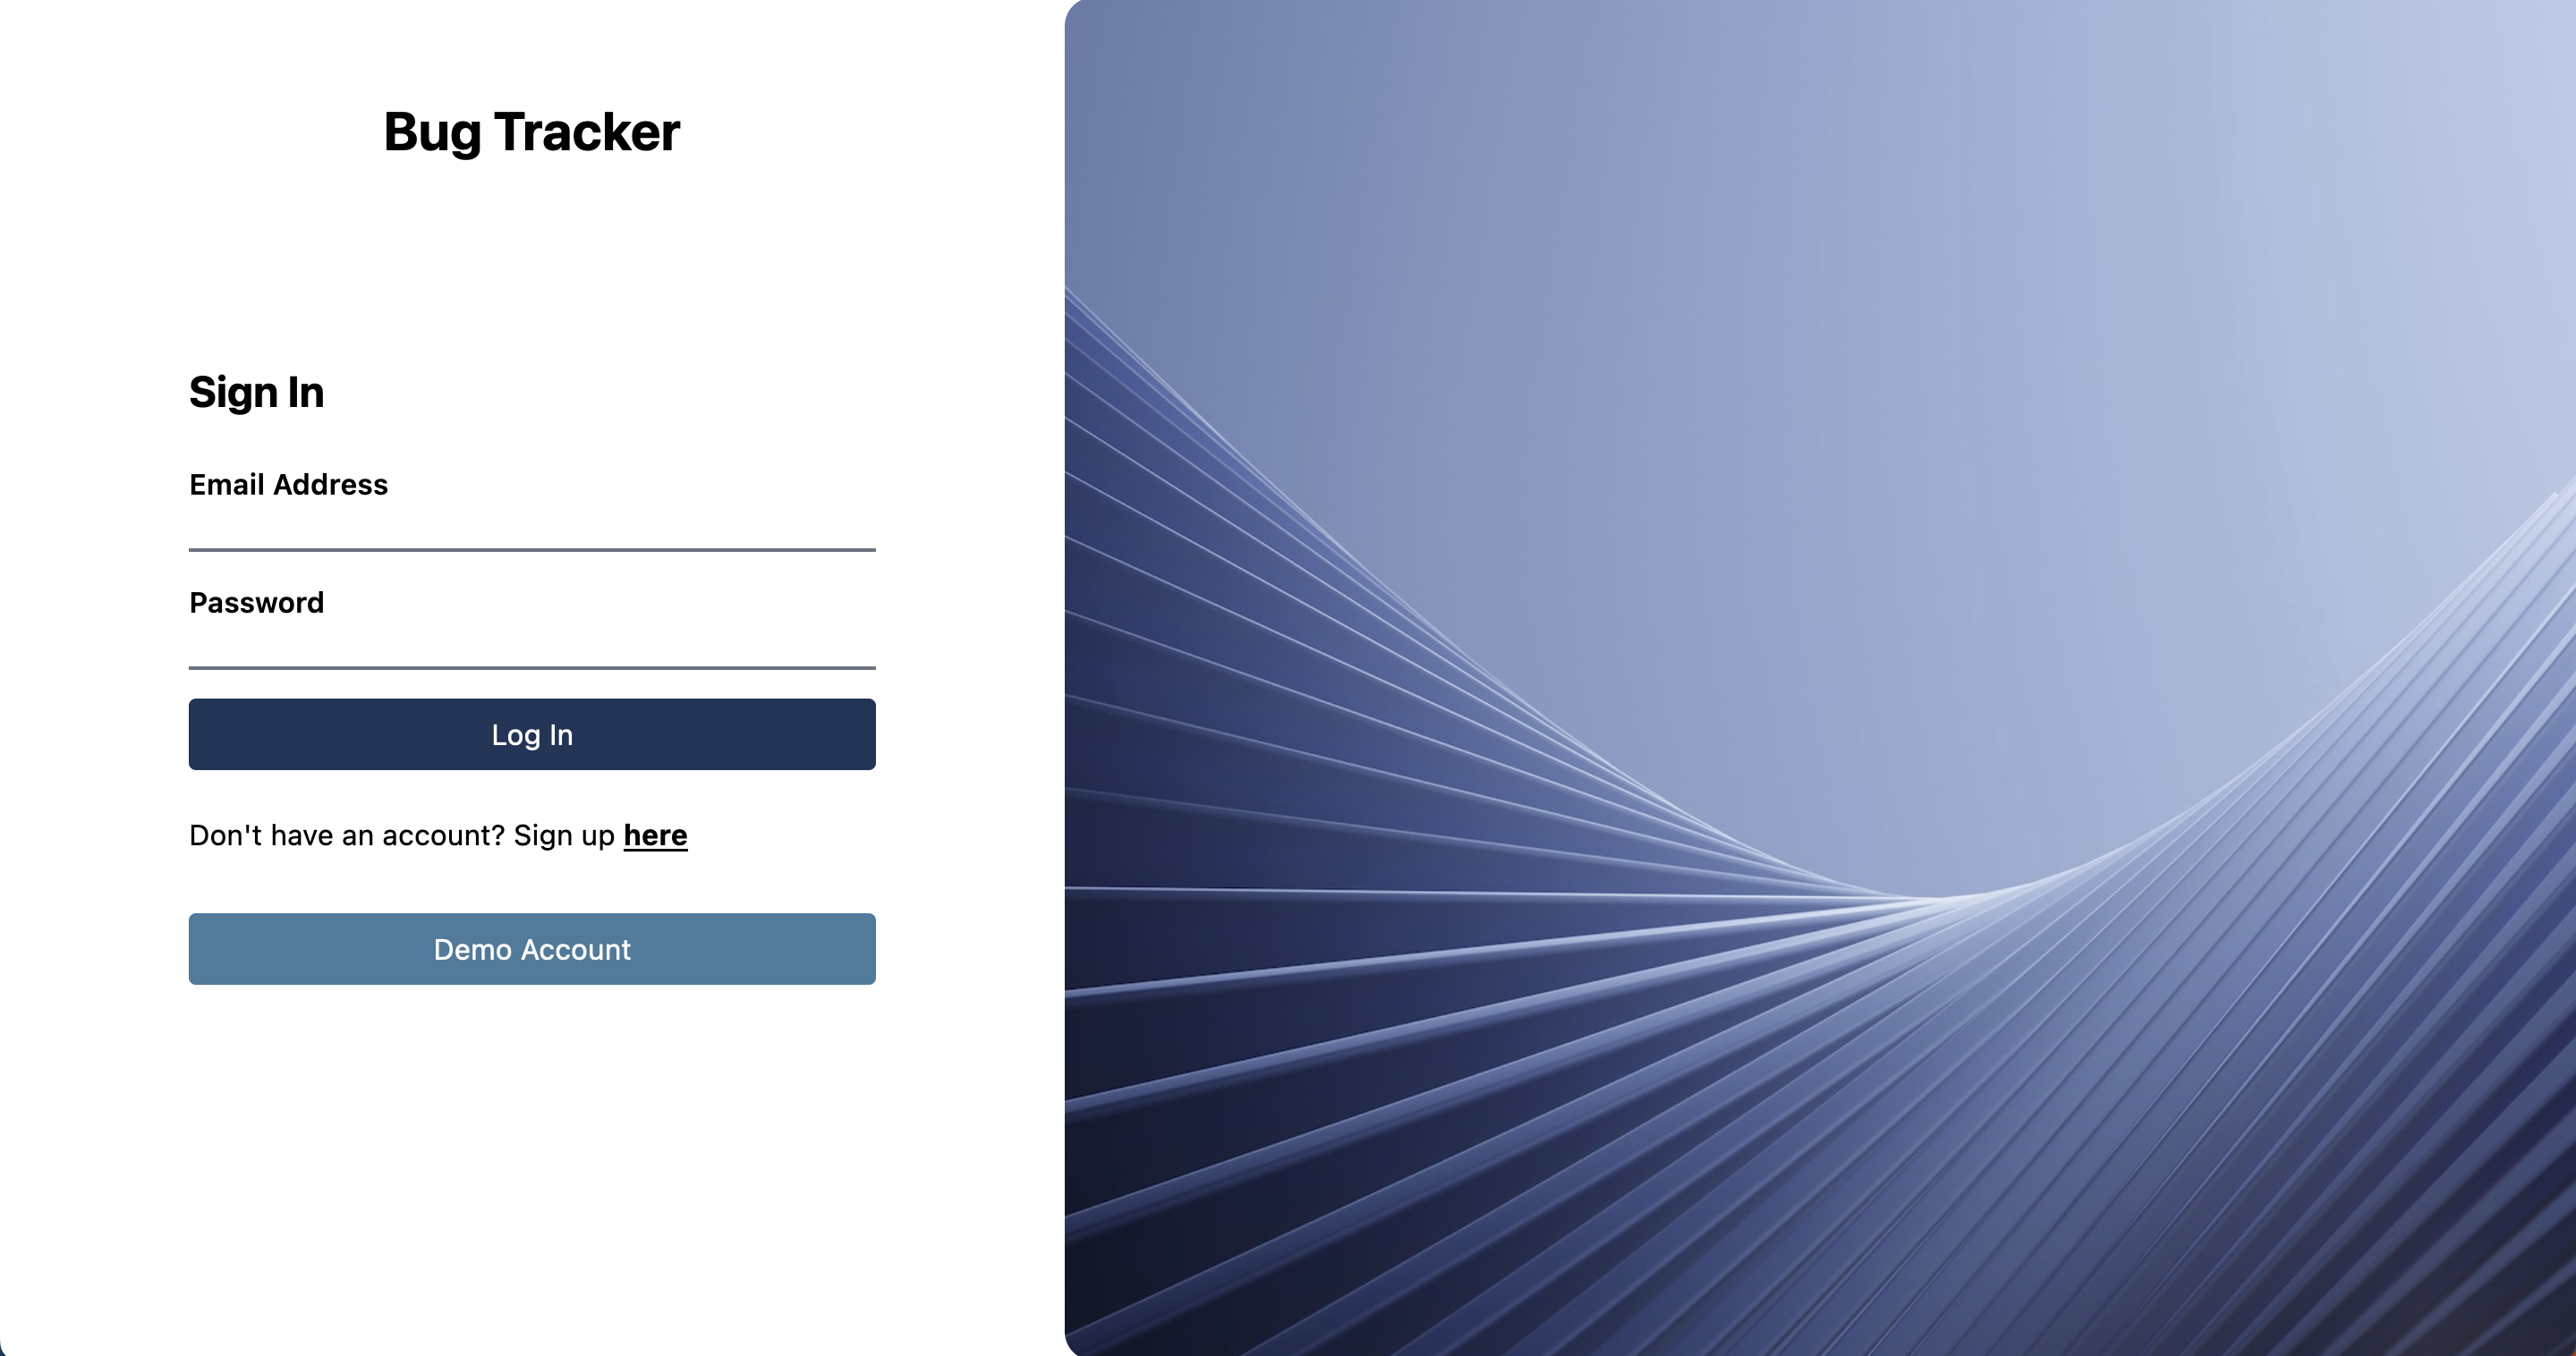 Bug Tracker
Sign In
Email Address
Password
Log In
Don't have an account? Sign up here
Demo Account